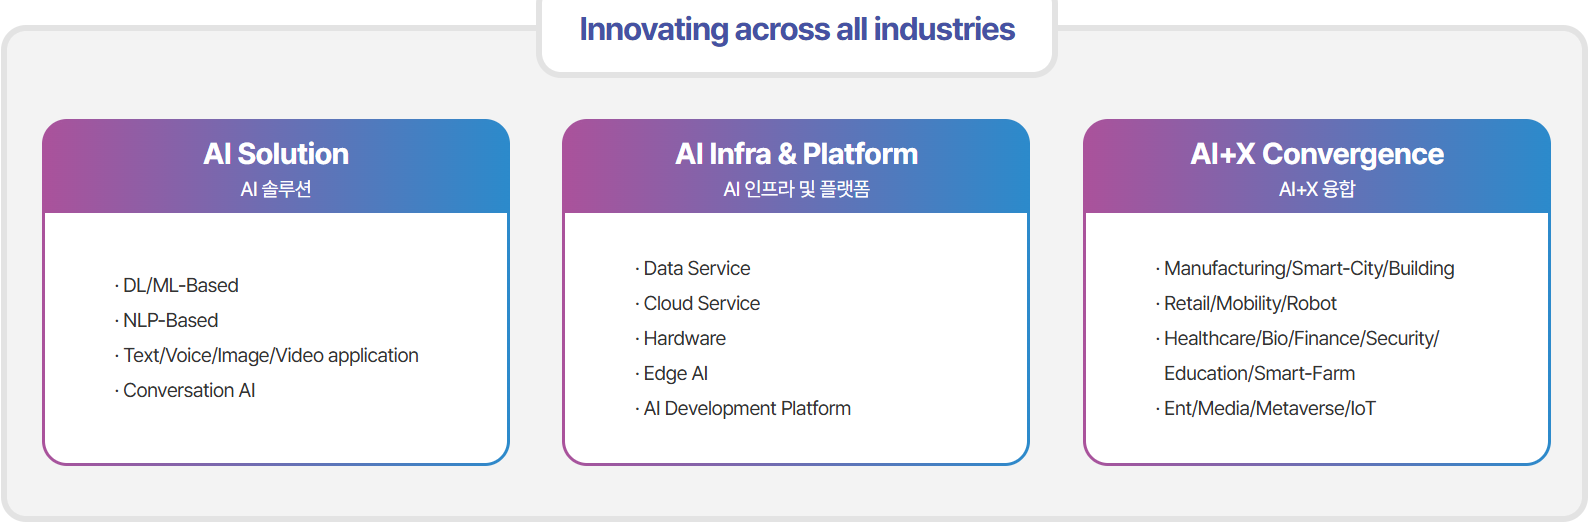 Innovating across all industries
AI Solution
AI 솔루션
· DL/ML-Based
· NLP-Based
· Text/Voice/Image/Video application
· Conversation AI
AI Infra & Platform
AI 인프라 및 플랫폼
· Data Service
· Cloud Service
· Hardware
· Edge AI
· AI Development Platform
AI+X Convergence
AI+X 융합
· Manufacturing/Smart-City/Building
· Retail/Mobility/Robot
· Healthcare/Bio/Finance/Security/
Education/Smart-Farm
· Ent/Media/Metaverse/IoT